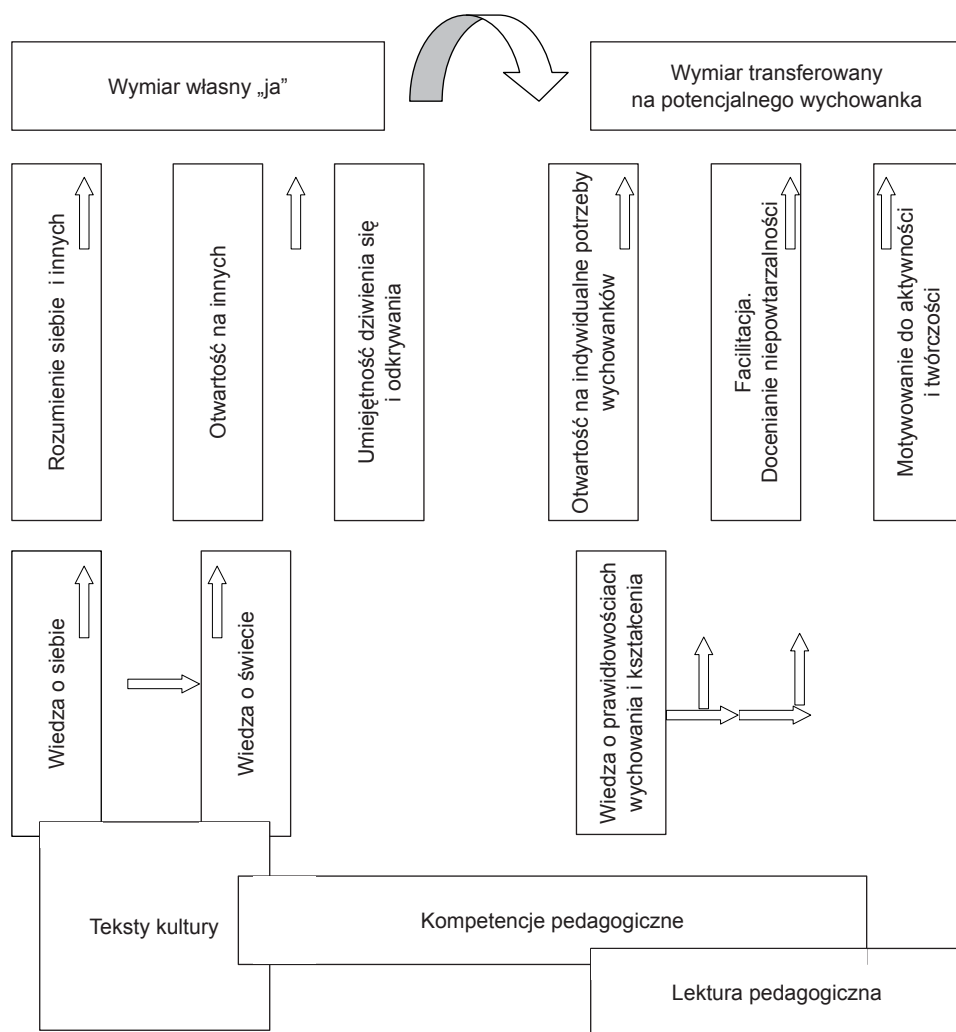 Wymiar własny „ja”
Wymiar transferowany
na potencjalnego wychowanka
Rozumienie siebie i innych
Otwartość na innych
Umiejętność dziwienia się
i odkrywania
Otwartość na indywidualne potrzeby
wychowanków
Facilitacja.
Docenianie niepowtarzalności
Motywowanie do aktywności
i twórczości
Wiedza o siebie
Wiedza o świecie
Wiedza o prawidłowościach
wychowania i kształcenia
Teksty kultury
Kompetencje pedagogiczne
Lektura pedagogiczna